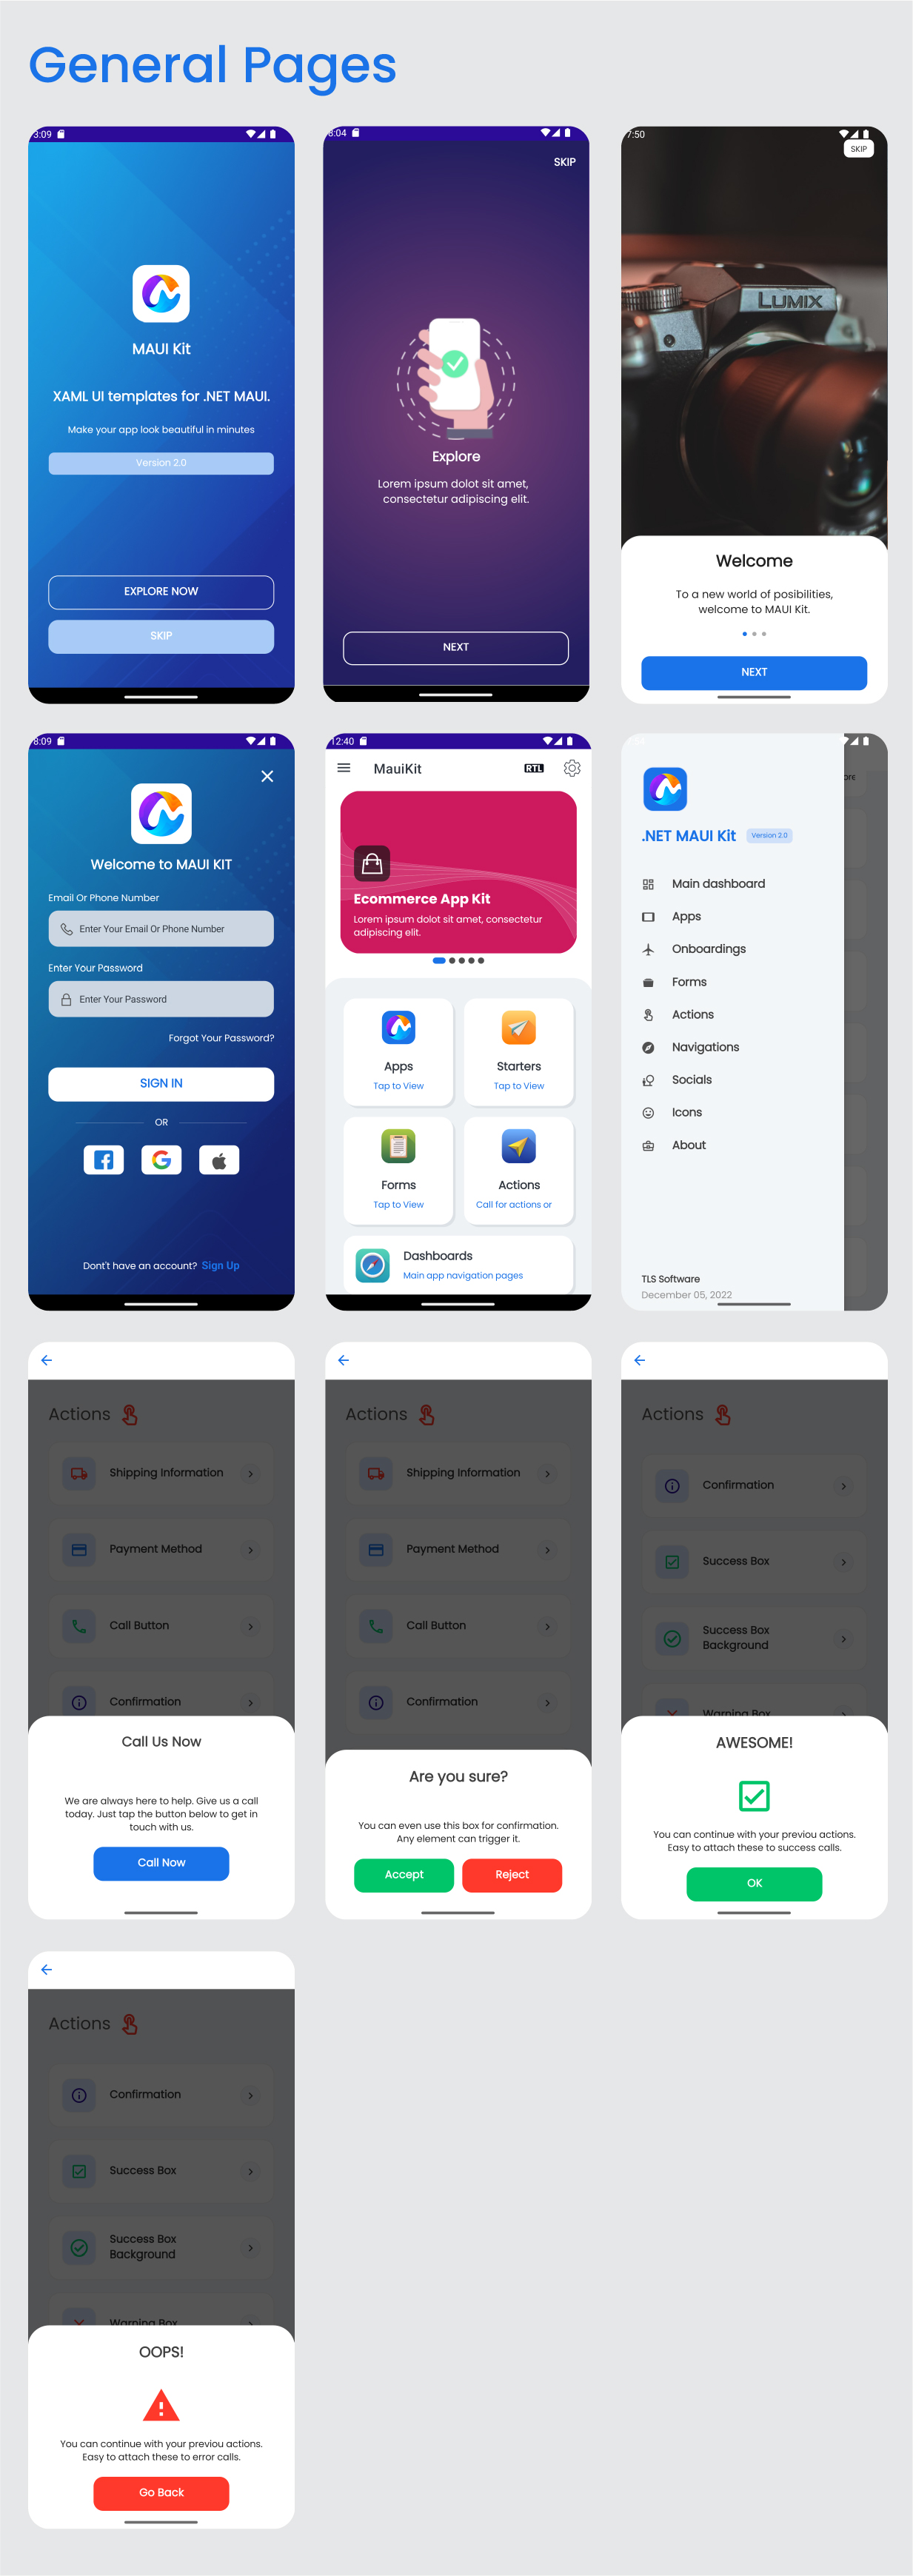 General Pages
3:09
MAUI Kit
XAML UI templates for .NET MAUI.
Make your app look beautiful in minutes
Version 2.0
EXPLORE NOW
SKIP
8:04
SKIP
Explore
Lorem ipsum dolot sit amet,
consectetur adipiscing elit.
NEXT
7:50
SKIP
LUMIX
Welcome
To a new world of posibilities,
welcome to MAUI Kit.
NEXT
8:09
Welcome to MAUI KIT
Email Or Phone Number
Enter Your Email Or Phone Number
Enter Your Password
Enter Your Password
Forgot Your Password?
SIGN IN
OR
Dont't have an account? Sign Up
12:40
MauiKit
RTL
Ecommerce App Kit
Lorem ipsum dolot sit amet, consectetur
adipiscing elit.
Apps
Tap to View
Starters
Tap to View
Forms
Tap to View
Actions
Call for actions or
Dashboards
Main app navigation pages
ore
.NET MAUI Kit Version 2.0
Main dashboard
Apps
Onboardings
Forms
Actions
Navigations
Socials
Icons
About
TLS Software
December 05, 2022
Actions
Shipping Information
Payment Method
Call Button
Confirmation
Call Us Now
We are always here to help. Give us a call
today. Just tap the button below to get in
touch with us.
Call Now
Actions
Shipping Information
Payment Method
Call Button
Confirmation
Are you sure?
You can even use this box for confirmation.
Any element can trigger it.
Accept
Reject
Actions
Confirmation
Success Box
Success Box
Background
Warning Box
AWESOME!
You can continue with your previou actions.
Easy to attach these to success calls.
OK
Actions
Confirmation
Success Box
Success Box
Background
Warning Box
OOPS!
You can continue with your previou actions.
Easy to attach these to error calls.
Go Back